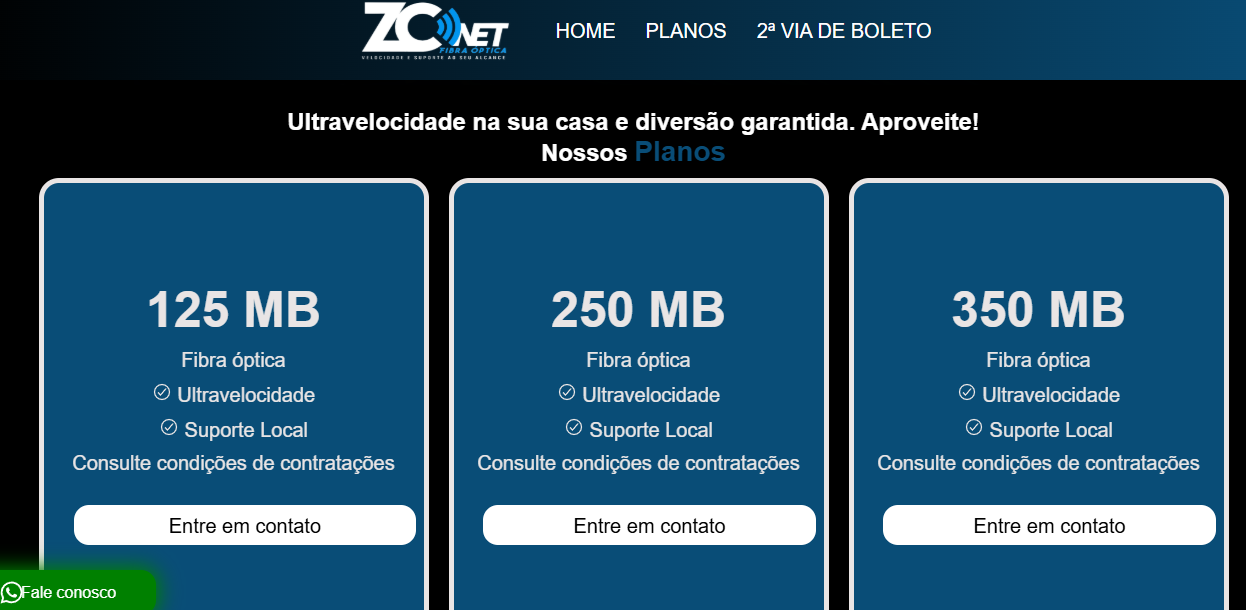 ZC NET
FIBRA ÓPTICA
VELOCIDADE E SUPORTE AO SEU ALCANCE
HOME PLANOS 2ª VIA DE BOLETO
Ultravelocidade na sua casa e diversão garantida. Aproveite!
Nossos Planos
125 MB
Fibra óptica
Ultravelocidade
Suporte Local
Consulte condições de contratações
Entre em contato
250 MB
Fibra óptica
Ultravelocidade
Suporte Local
Consulte condições de contratações
Entre em contato
350 MB
Fibra óptica
Ultravelocidade
Suporte Local
Consulte condições de contratações
Entre em contato
Fale conosco